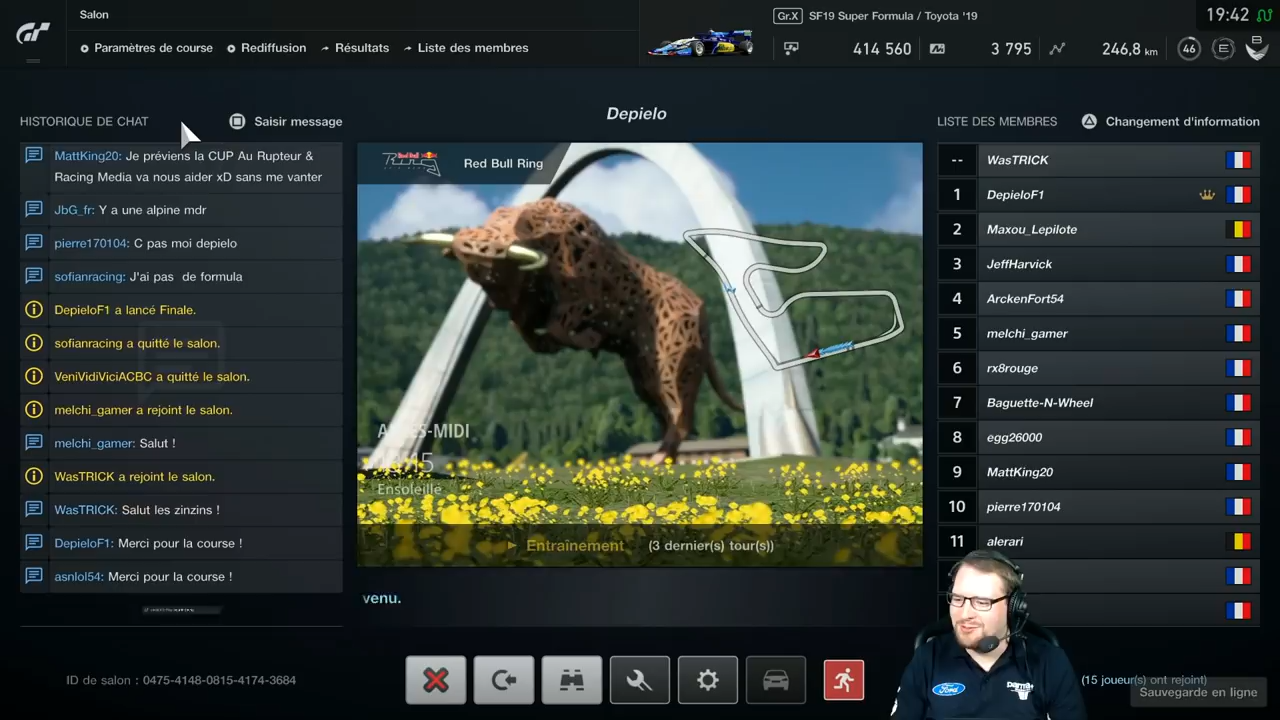 Salon
Paramètres de course
Rediffusion
Résultats
Liste des membres
Gr.X
SF19 Super Formula / Toyota '19
19:42
414 560
3 795
246,8 km
46
E
B
HISTORIQUE DE CHAT
Saisir message
MattKing20: Je préviens la CUP Au Rupteur &
Racing Media va nous aider xD sans me vanter
JbG_fr: Y a une alpine mdr
pierre170104: C pas moi depielo
sofianracing: J'ai pas de formula
DepieloF1 a lancé Finale.
sofianracing a quitté le salon.
VeniVidiViciACBC a quitté le salon.
melchi_gamer a rejoint le salon.
melchi_gamer: Salut !
WasTRICK a rejoint le salon.
WasTRICK: Salut les zinzins !
DepieloF1: Merci pour la course !
asnlol54: Merci pour la course !
Depielo
Red Bull Ring
Ensoleillé
Entraînement
(3 dernier(s) tour(s))
venu.
LISTE DES MEMBRES
Changement d'information
-- WasTRICK
1 DepieloF1
2 Maxou_Lepilote
3 JeffHarvick
4 ArckenFort54
5 melchi_gamer
6 rx8rouge
7 Baguette-N-Wheel
8 egg26000
9 MattKing20
10 pierre170104
11 alerari
ID de salon : 0475-4148-0815-4174-3684
(15 joueur(s) ont rejoint)
Sauvegarde en ligne
Ford